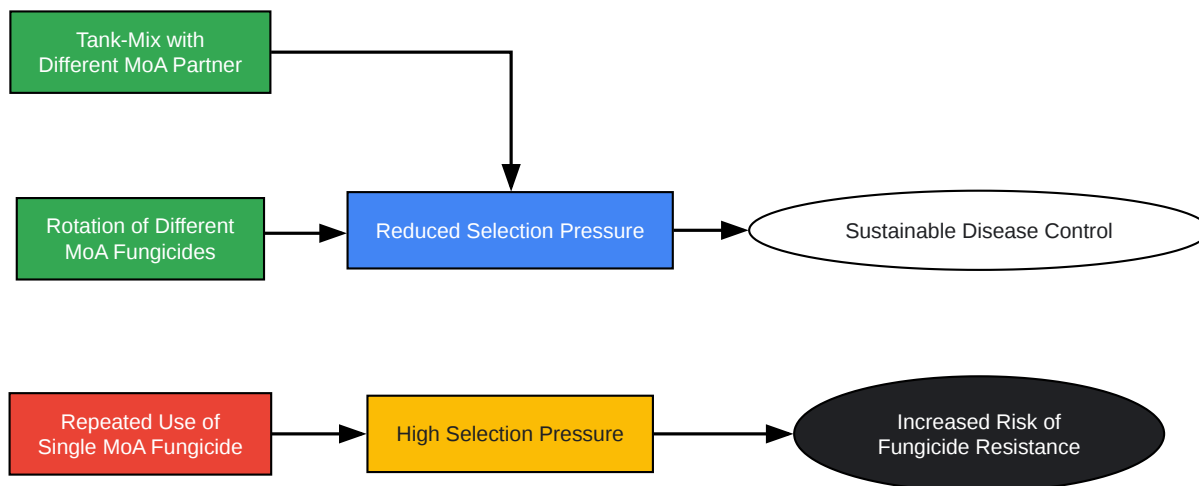 Tank-Mix with
Different MoA Partner
Rotation of Different
MoA Fungicides
Reduced Selection Pressure
Sustainable Disease Control
Repeated Use of
Single MoA Fungicide
High Selection Pressure
Increased Risk of
Fungicide Resistance